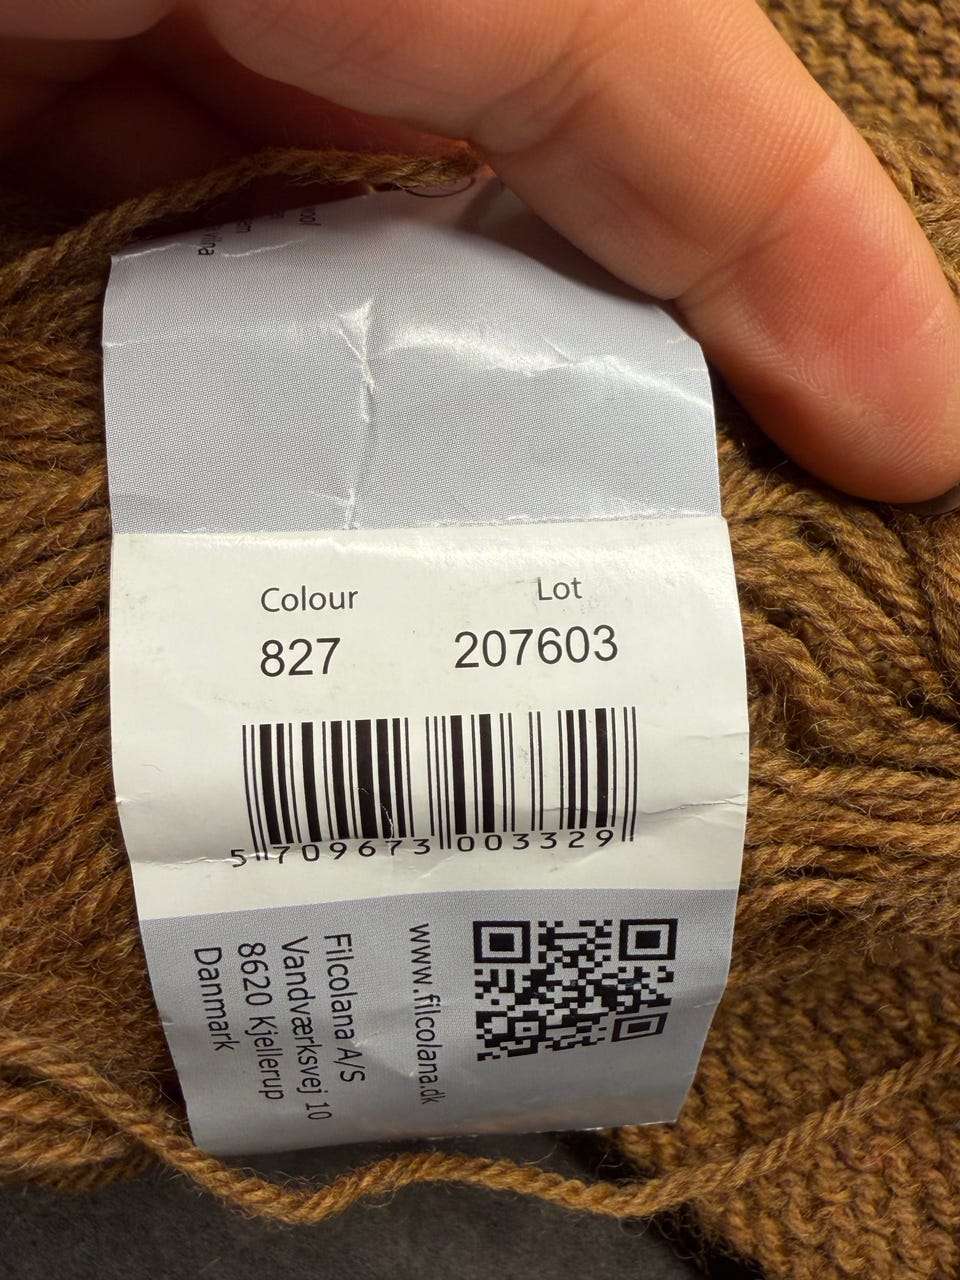 Colour
827
Lot
207603
5 709673 003329
www.filcolana.dk
Filcolana A/S
Vandværksvej 10
8620 Kjellerup
Danmark